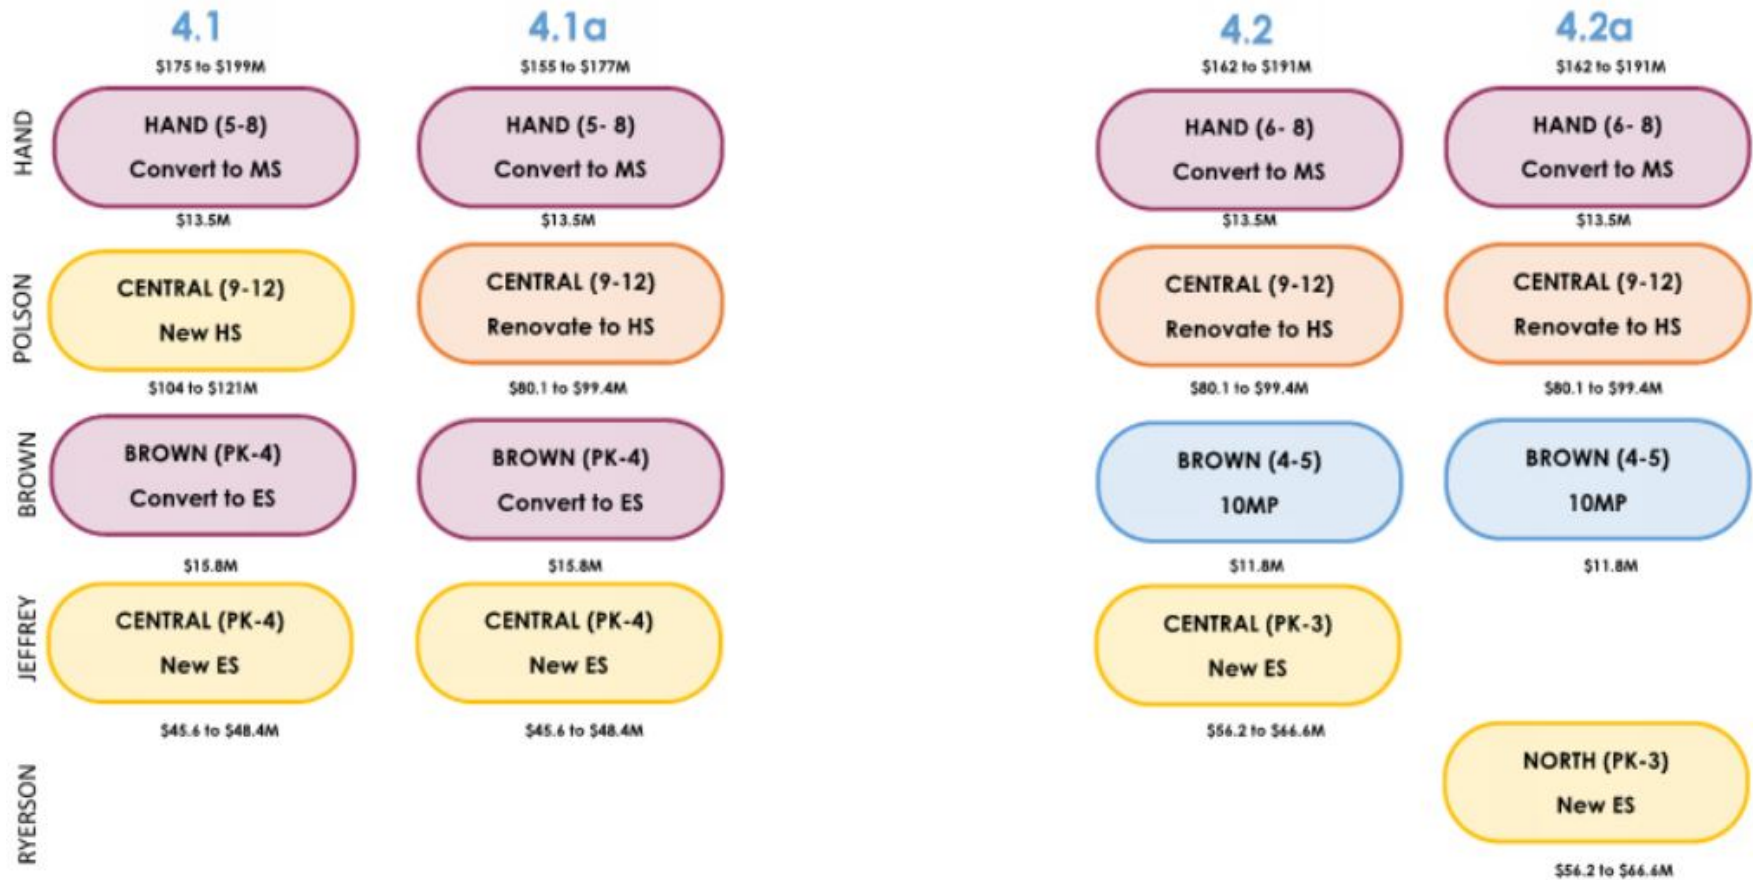 4.1
$175 to $199M
4.1a
$155 to $177M
4.2
$162 to $191M
4.2a
$162 to $191M
HAND
HAND (5-8)
Convert to MS
$13.5M
HAND (5- 8)
Convert to MS
$13.5M
HAND (6- 8)
Convert to MS
$13.5M
HAND (6- 8)
Convert to MS
$13.5M
POLSON
CENTRAL (9-12)
New HS
$104 to $121M
CENTRAL (9-12)
Renovate to HS
$80.1 to $99.4M
CENTRAL (9-12)
Renovate to HS
$80.1 to $99.4M
CENTRAL (9-12)
Renovate to HS
$80.1 to $99.4M
BROWN
BROWN (PK-4)
Convert to ES
$15.8M
BROWN (PK-4)
Convert to ES
$15.8M
BROWN (4-5)
10MP
$11.8M
BROWN (4-5)
10MP
$11.8M
JEFFREY
CENTRAL (PK-4)
New ES
$45.6 to $48.4M
CENTRAL (PK-4)
New ES
$45.6 to $48.4M
CENTRAL (PK-3)
New ES
$56.2 to $66.6M
RYERSON
NORTH (PK-3)
New ES
$56.2 to $66.6M